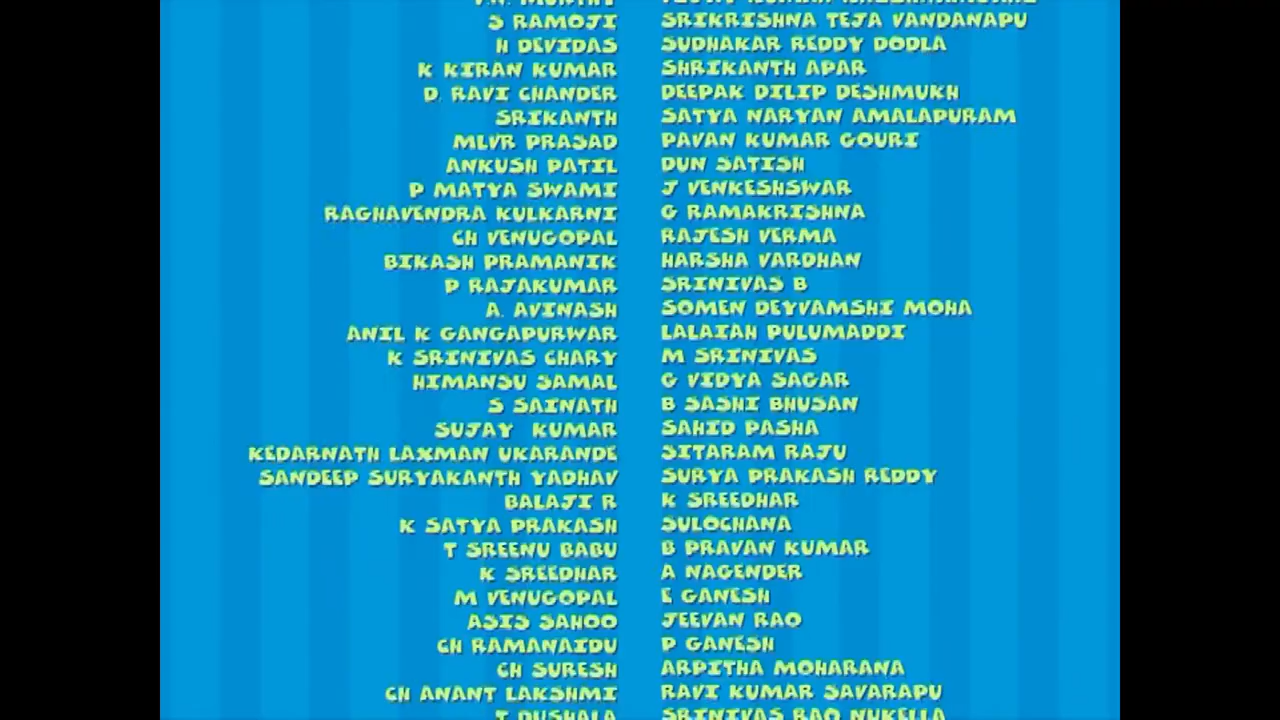 S RAMOJI SRIKRISHNA TEJA VANDANAPU
H DEVIDAS SUDHAKAR REDDY DODLA
K KIRAN KUMAR SHRIKANTH APAR
D. RAVI CHANDER DEEPAK DILIP DESHMUKH
SRIKANTH SATYA NARYAN AMALAPURAM
MLVR PRASAD PAVAN KUMAR GOURI
ANKUSH PATIL DUN SATISH
P MATYA SWAMI J VENKESHSWAR
RAGHAVENDRA KULKARNI G RAMAKRISHNA
CH VENUGOPAL RAJESH VERMA
BIKASH PRAMANIK HARSHA VARDHAN
P RAJAKUMAR SRINIVAS B
A. AVINASH SOMEN DEYVAMSHI MOHA
ANIL K GANGAPURWAR LALAIAH PULUMADDI
K SRINIVAS CHARY M SRINIVAS
HIMANSU SAMAL G VIDYA SAGAR
S SAINATH B SASHI BHUSAN
SUJAY KUMAR SAHID PASHA
KEDARNATH LAXMAN UKARANDE SITARAM RAJU
SANDEEP SURYAKANTH YADHAV SURYA PRAKASH REDDY
BALAJI R K SREEDHAR
K SATYA PRAKASH SULOCHANA
T SREENU BABU B PRAVAN KUMAR
K SREEDHAR A NAGENDER
M VENUGOPAL E GANESH
ASIS SAHOO JEEVAN RAO
CH RAMANAIDU P GANESH
CH SURESH ARPITHA MOHARANA
CH ANANT LAKSHMI RAVI KUMAR SAVARAPU
SRINIVAS RAO NUKELLA